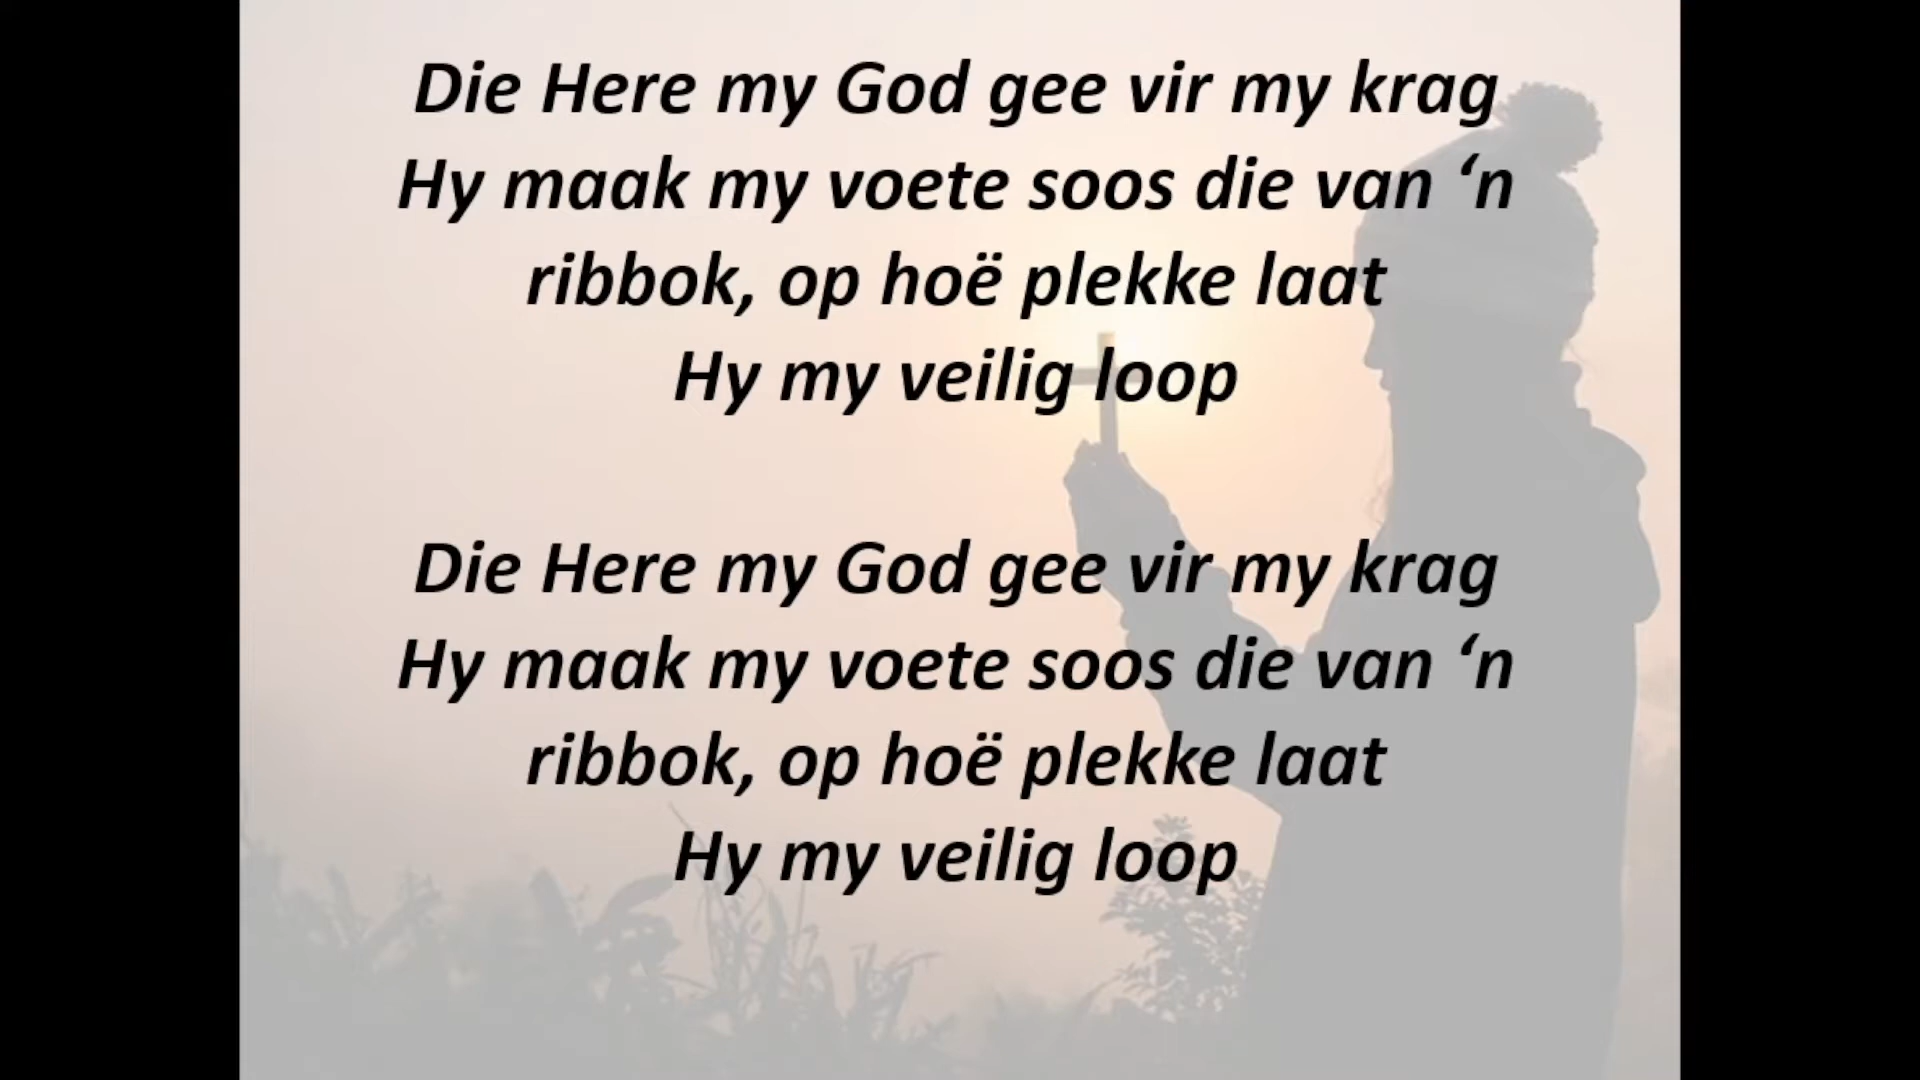 Die Here my God gee vir my krag
Hy maak my voete soos die van ‘n
ribbok, op hoë plekke laat
Hy my veilig loop
Die Here my God gee vir my krag
Hy maak my voete soos die van ‘n
ribbok, op hoë plekke laat
Hy my veilig loop